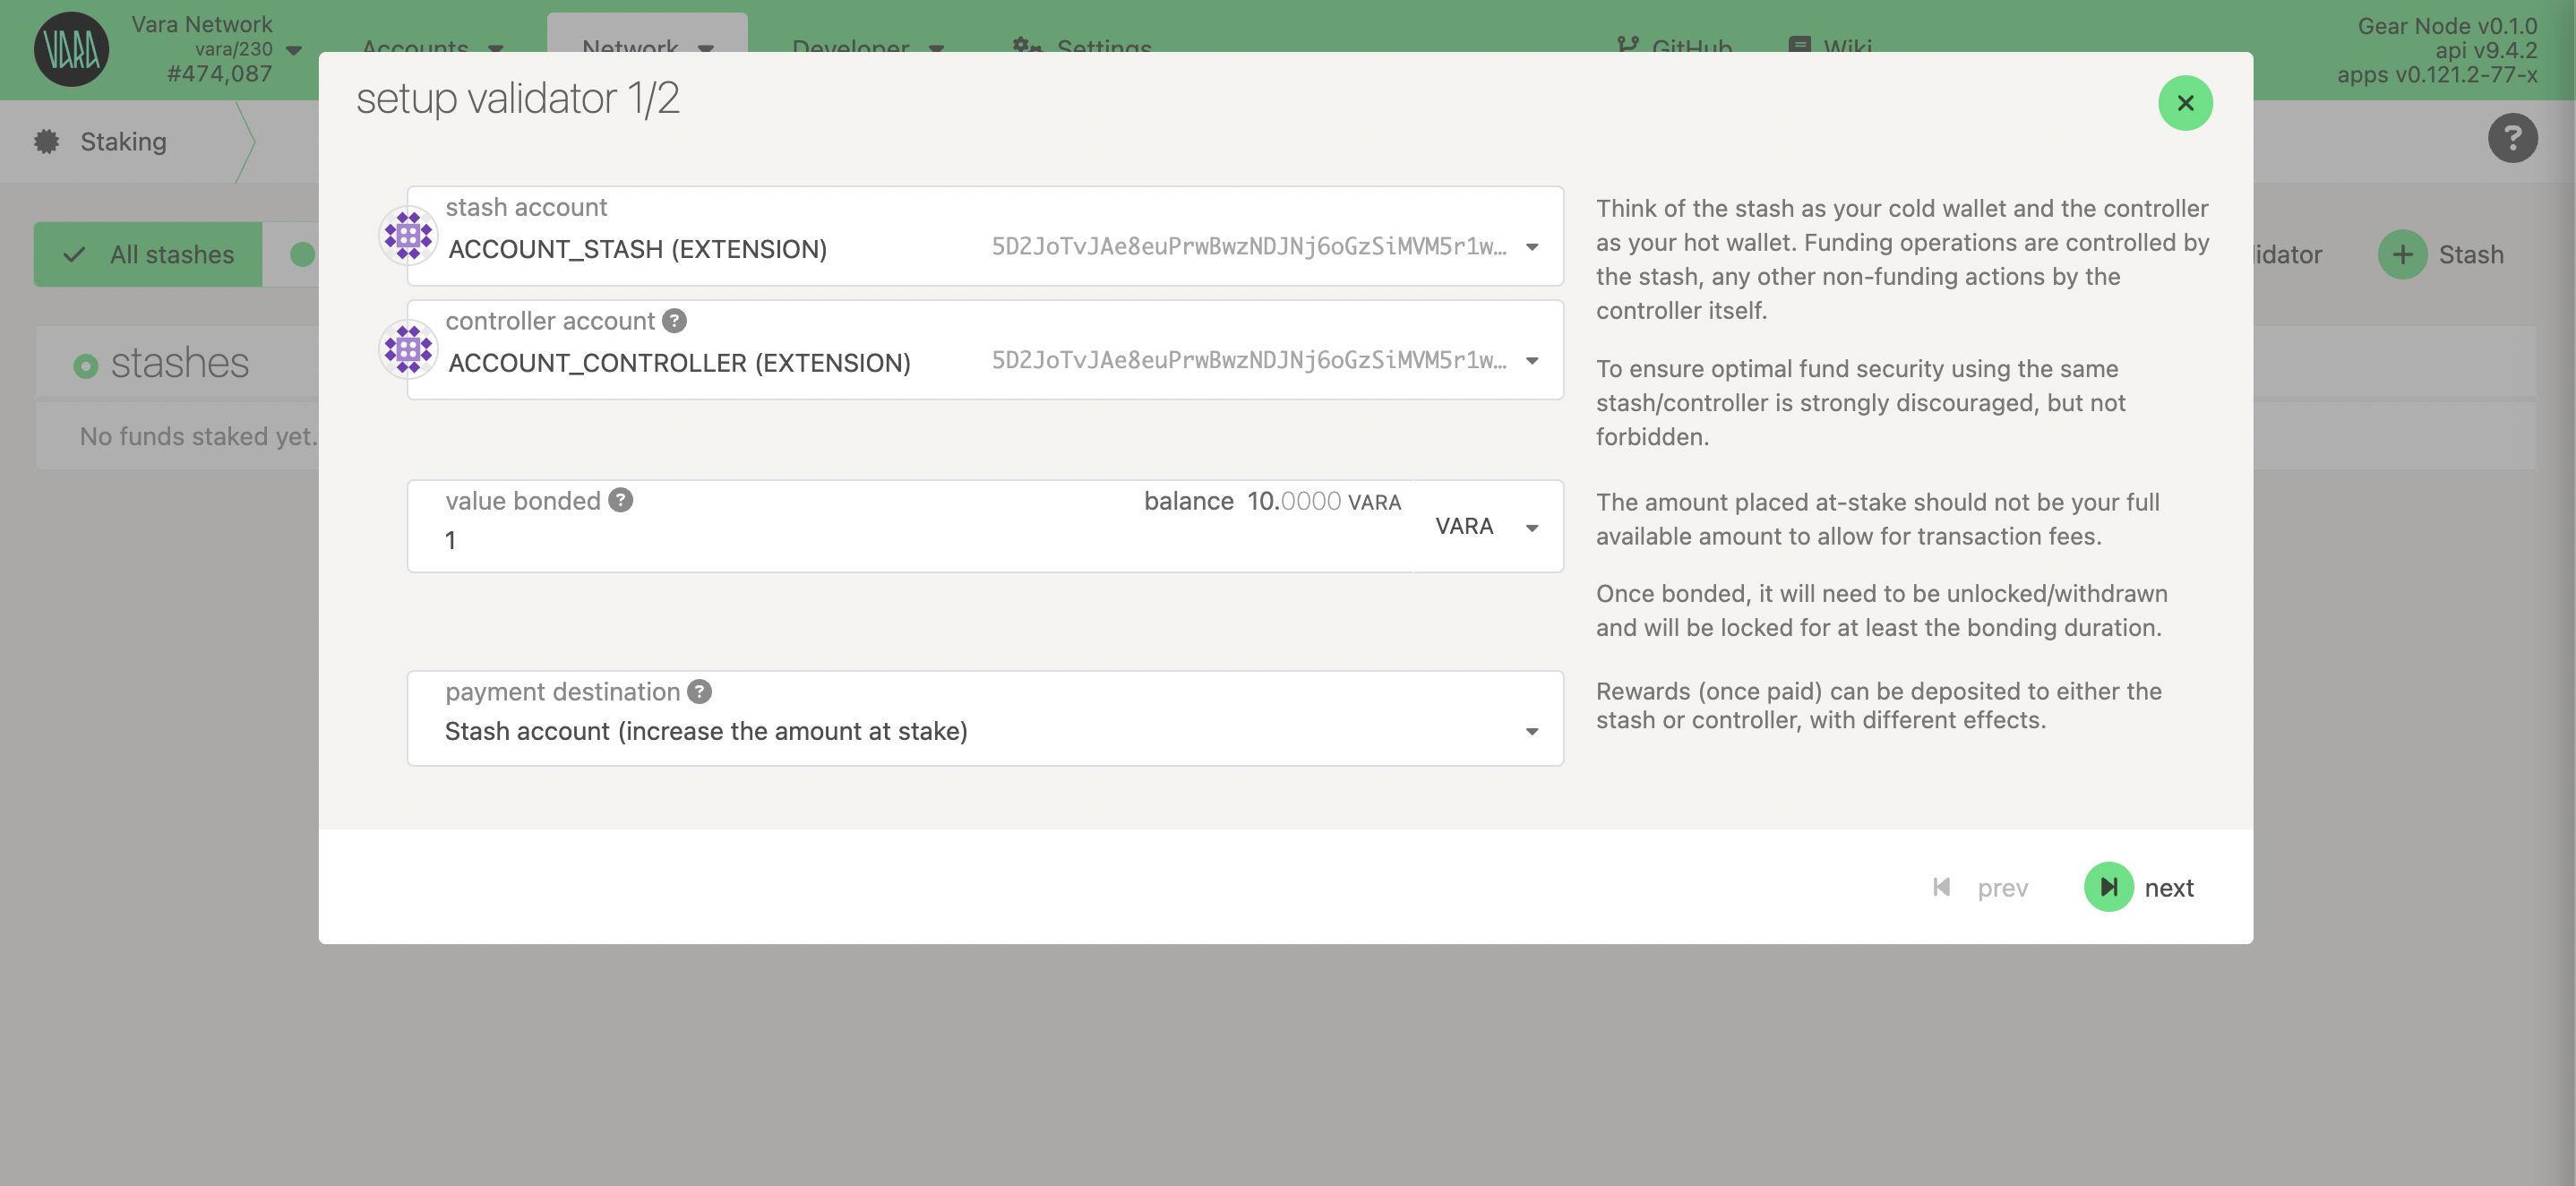 VARA
Vara Network
vara/230
#474,087
Accounts
Network
Developer
Settings
GitHub
Wiki
Gear Node v0.1.0
api v9.4.2
apps v0.121.2-77-x
setup validator 1/2
Staking
?
stash account
ACCOUNT_STASH (EXTENSION)
5D2JoTvJAe8euPrwBwzNDJNj6oGzSiMVM5r1w…
controller account ?
ACCOUNT_CONTROLLER (EXTENSION)
5D2JoTvJAe8euPrwBwzNDJNj6oGzSiMVM5r1w…
Think of the stash as your cold wallet and the controller
as your hot wallet. Funding operations are controlled by
the stash, any other non-funding actions by the
controller itself.
To ensure optimal fund security using the same
stash/controller is strongly discouraged, but not
forbidden.
All stashes
lidator
Stash
stashes
No funds staked yet.
value bonded ?
1
balance 10.0000 VARA
VARA
The amount placed at-stake should not be your full
available amount to allow for transaction fees.
Once bonded, it will need to be unlocked/withdrawn
and will be locked for at least the bonding duration.
payment destination ?
Stash account (increase the amount at stake)
Rewards (once paid) can be deposited to either the
stash or controller, with different effects.
prev
next